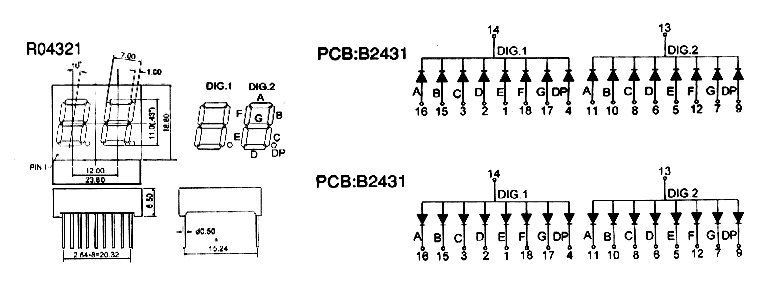 R04321
7.00
10°
1.00
DIG.1 DIG.2
A
F B
G
E C
D DP
11.0(.43")
18.80
PIN 1
12.00
23.80
6.50
ø0.50
15.24
2.54*8=20.32
PCB:B2431
14
DIG.1
A B C D E F G DP
16 15 3 2 1 18 17 4
13
DIG.2
A B C D E F G DP
11 10 8 6 5 12 7 9
PCB:B2431
14
DIG.1
A B C D E F G DP
16 15 3 2 1 18 17 4
13
DIG 2
A B C D E F G DP
11 10 8 6 5 12 7 9